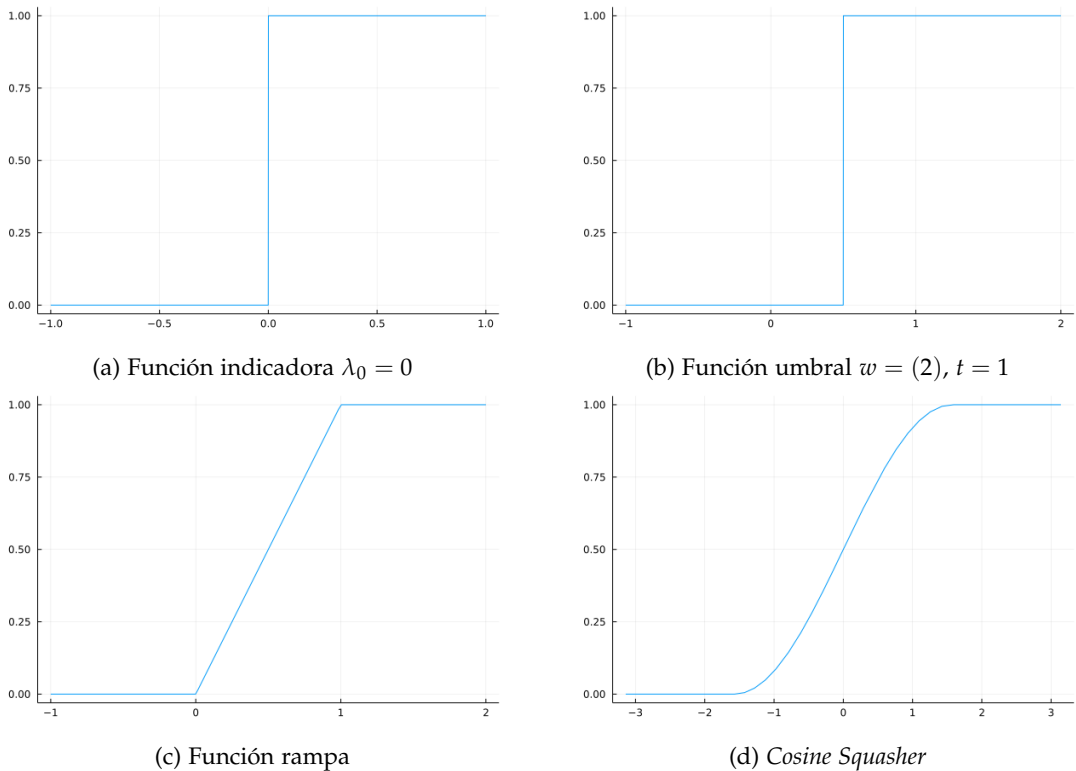 1.00
0.75
0.50
0.25
0.00
−1.0 −0.5 0.0 0.5 1.0
(a) Función indicadora λ₀ = 0
1.00
0.75
0.50
0.25
0.00
−1 0 1 2
(b) Función umbral w = (2), t = 1
1.00
0.75
0.50
0.25
0.00
−1 0 1 2
(c) Función rampa
1.00
0.75
0.50
0.25
0.00
−3 −2 −1 0 1 2 3
(d) Cosine Squasher